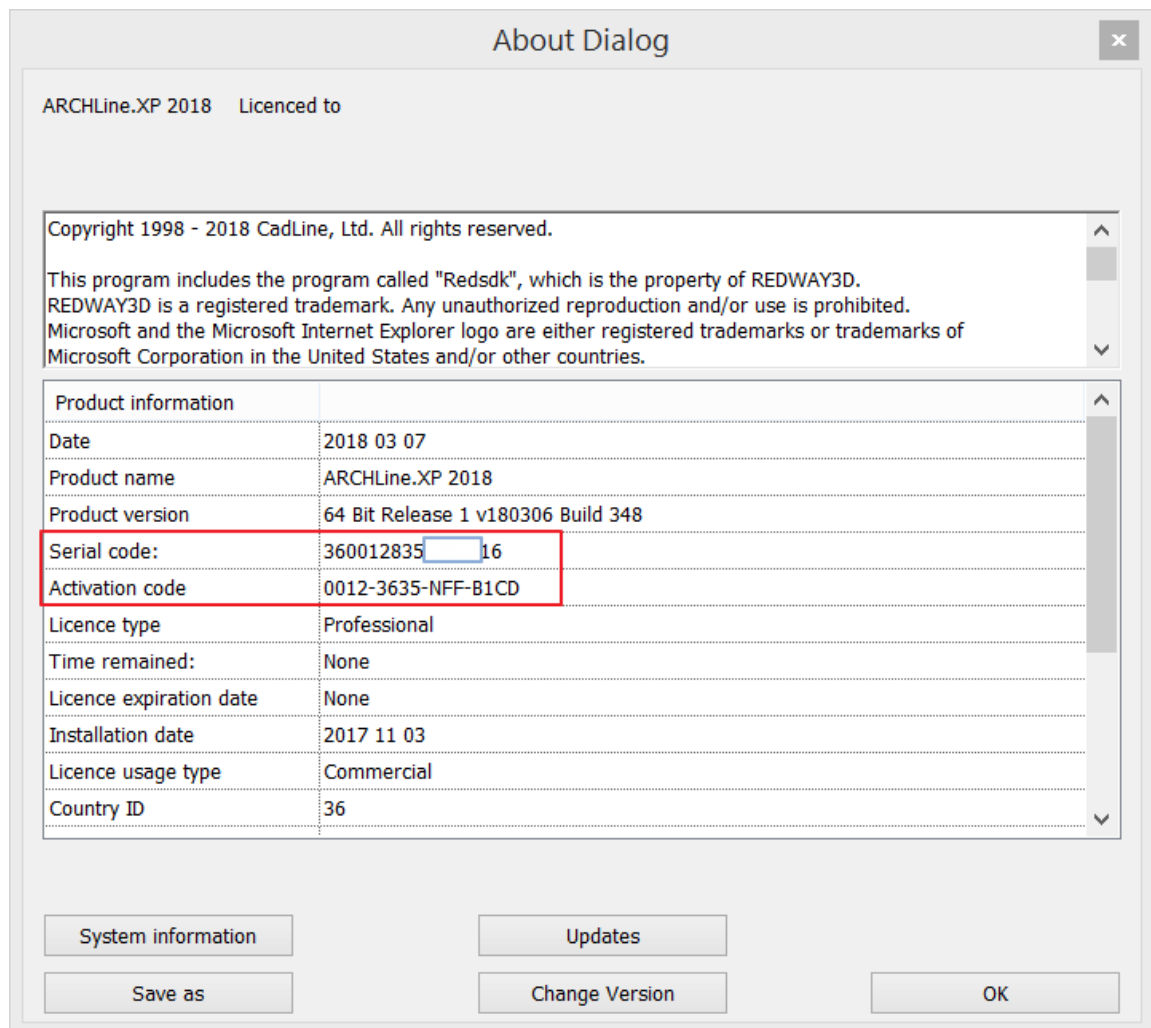 About Dialog
ARCHLine.XP 2018 Licenced to
Copyright 1998 - 2018 CadLine, Ltd. All rights reserved.
This program includes the program called "Redsdk", which is the property of REDWAY3D.
REDWAY3D is a registered trademark. Any unauthorized reproduction and/or use is prohibited.
Microsoft and the Microsoft Internet Explorer logo are either registered trademarks or trademarks of
Microsoft Corporation in the United States and/or other countries.
Product information
Date 2018 03 07
Product name ARCHLine.XP 2018
Product version 64 Bit Release 1 v180306 Build 348
Serial code: 360012835 16
Activation code 0012-3635-NFF-B1CD
Licence type Professional
Time remained: None
Licence expiration date None
Installation date 2017 11 03
Licence usage type Commercial
Country ID 36
System information Updates
Save as Change Version OK